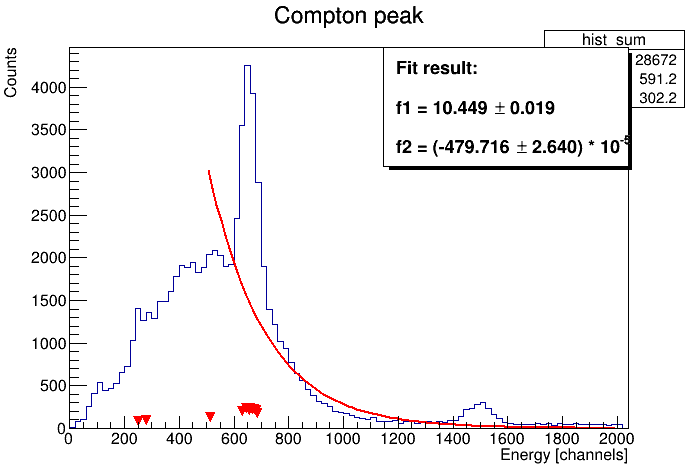 Compton peak
hist_sum
28672
591.2
302.2
Fit result:
f1 = 10.449 ± 0.019
f2 = (-479.716 ± 2.640) * 10^-5
Counts
4000
3500
3000
2500
2000
1500
1000
500
0
0 200 400 600 800 1000 1200 1400 1600 1800 2000
Energy [channels]